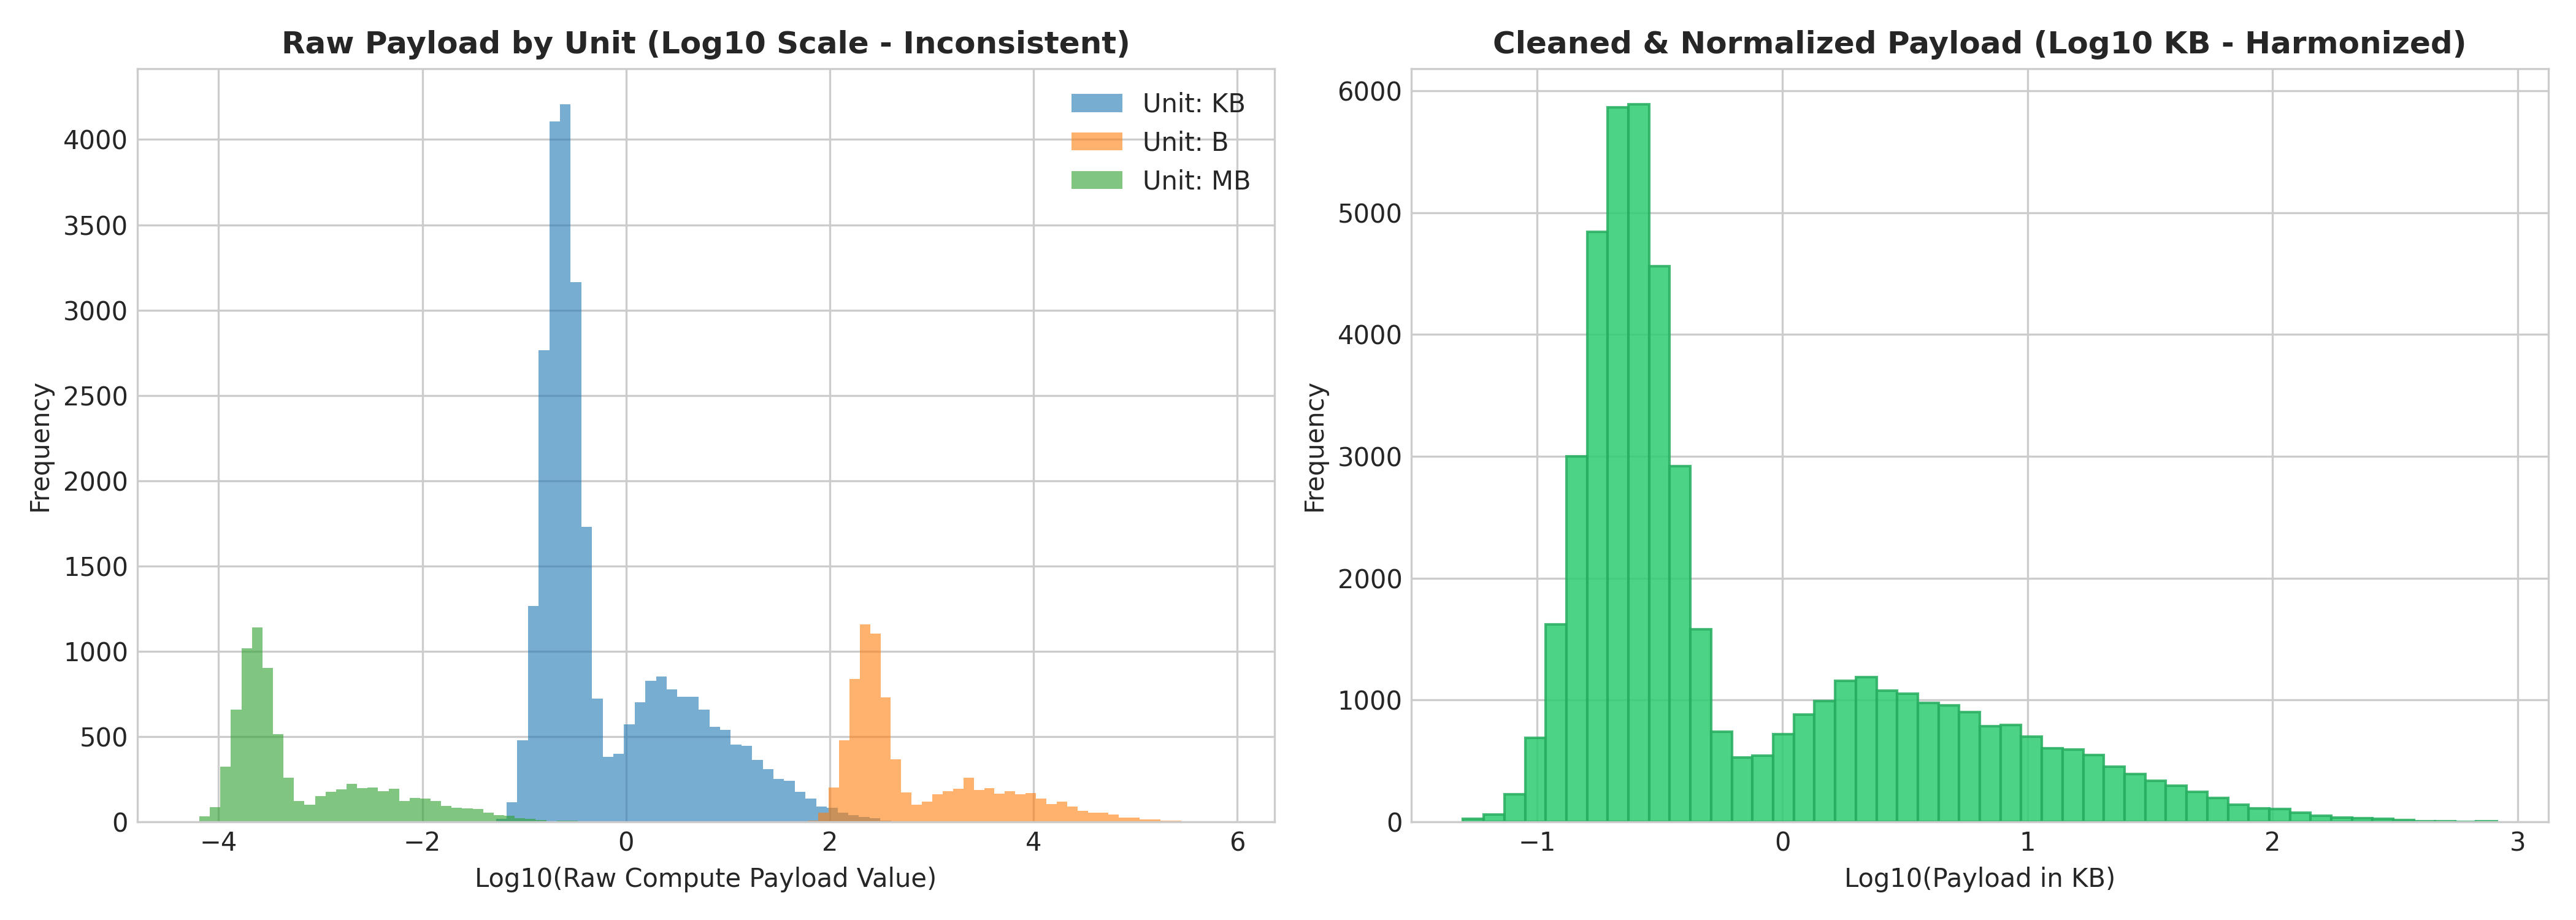 Raw Payload by Unit (Log10 Scale - Inconsistent)
Frequency
4000
3500
3000
2500
2000
1500
1000
500
0
Unit: KB
Unit: B
Unit: MB
−4 −2 0 2 4 6
Log10(Raw Compute Payload Value)
Cleaned & Normalized Payload (Log10 KB - Harmonized)
Frequency
6000
5000
4000
3000
2000
1000
0
−1 0 1 2 3
Log10(Payload in KB)